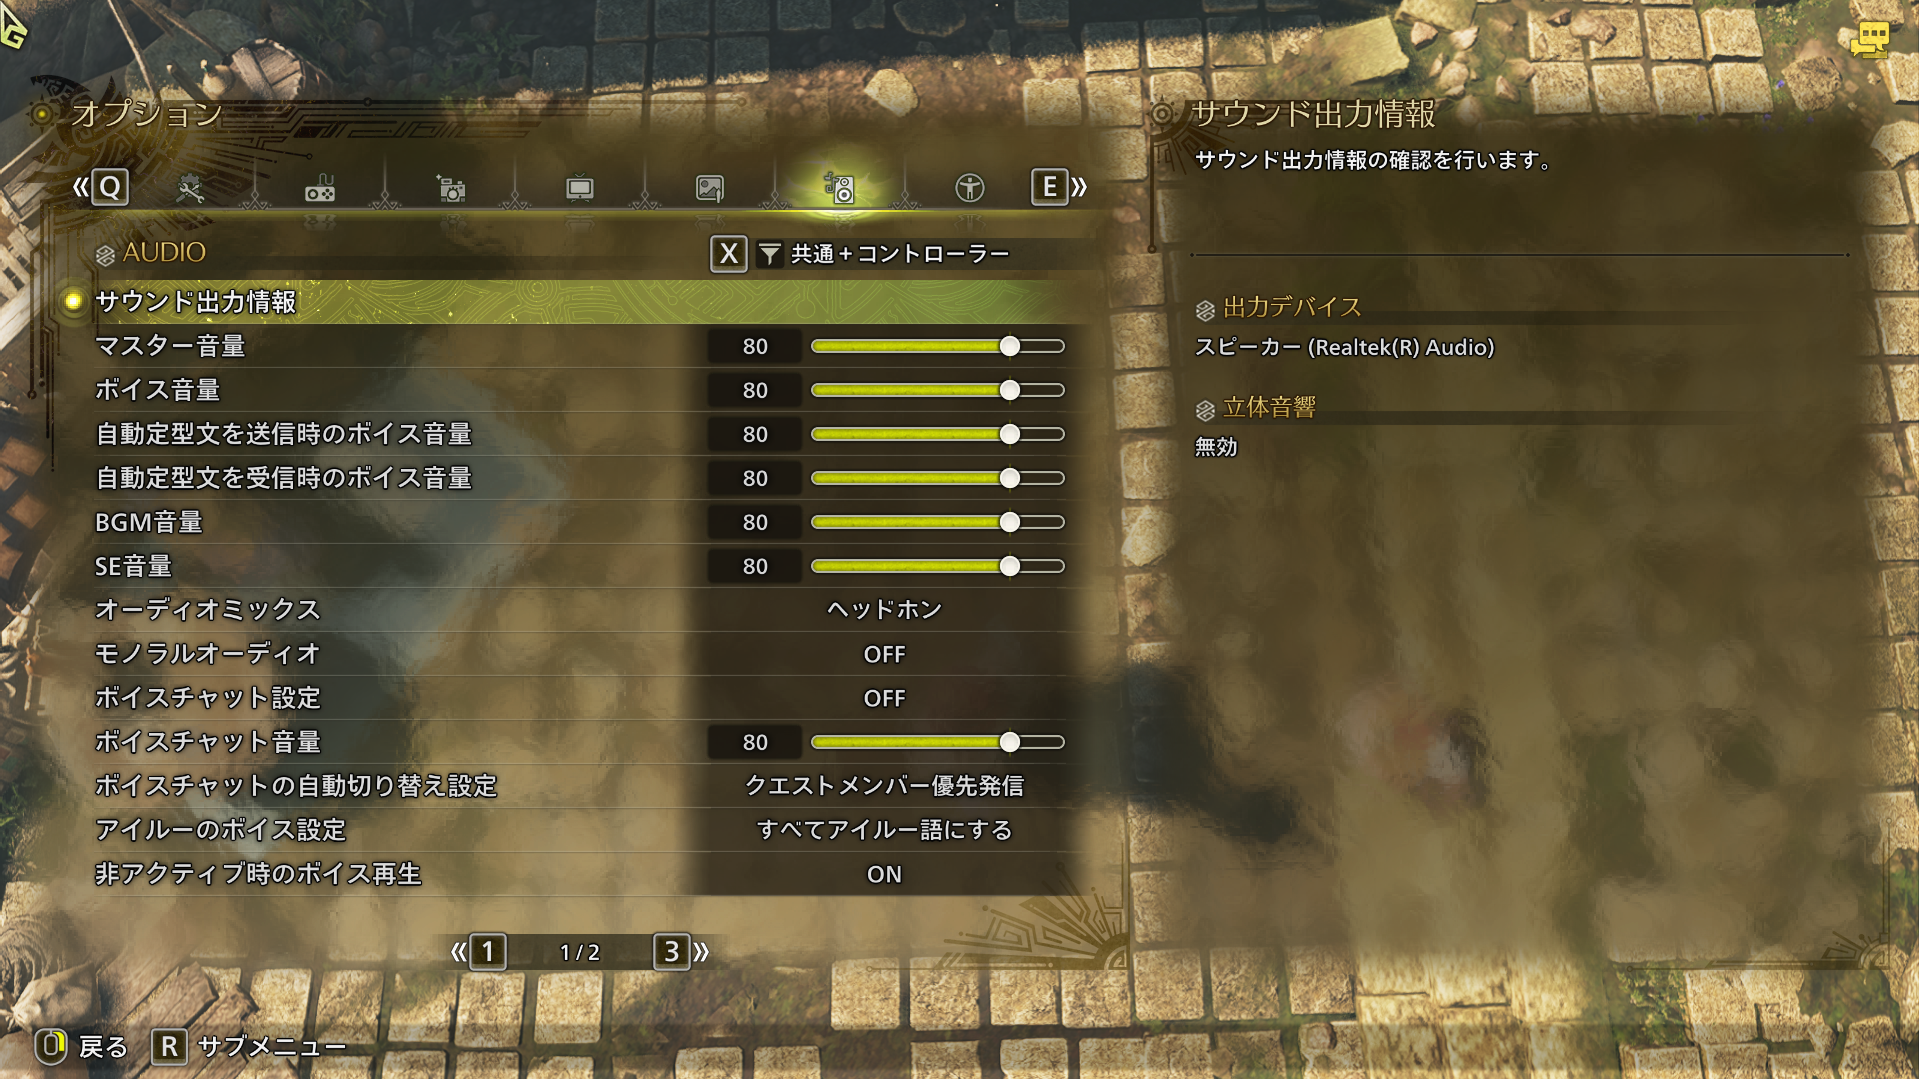 オプション
Q
E
AUDIO
X 共通+コントローラー
サウンド出力情報
マスター音量 80
ボイス音量 80
自動定型文を送信時のボイス音量 80
自動定型文を受信時のボイス音量 80
BGM音量 80
SE音量 80
オーディオミックス ヘッドホン
モノラルオーディオ OFF
ボイスチャット設定 OFF
ボイスチャット音量 80
ボイスチャットの自動切り替え設定 クエストメンバー優先発信
アイルーのボイス設定 すべてアイルー語にする
非アクティブ時のボイス再生 ON
1 1/2 3
戻る R サブメニュー
サウンド出力情報
サウンド出力情報の確認を行います。
出力デバイス
スピーカー (Realtek(R) Audio)
立体音響
無効